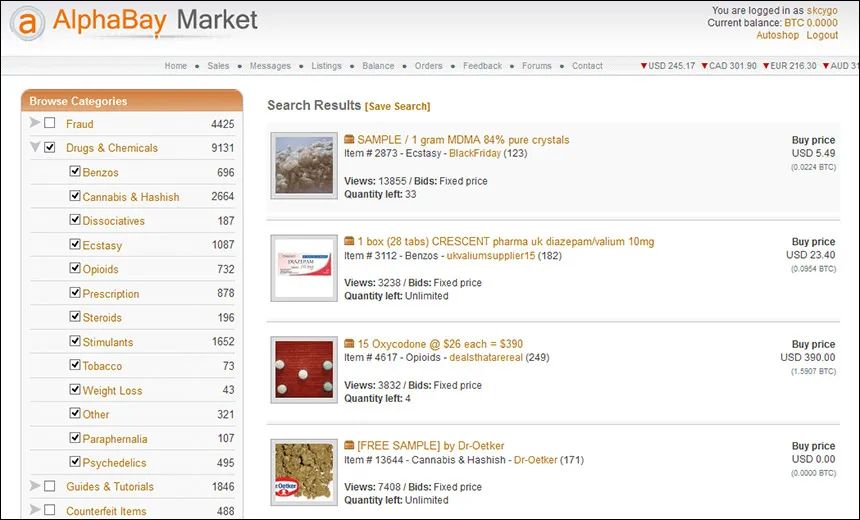 AlphaBay Market
You are logged in as skcygo
Current balance: BTC 0.0000
Autoshop Logout
Home • Sales • Messages • Listings • Balance • Orders • Feedback • Forums • Contact
▼USD 245.17 ▼CAD 301.90 ▼EUR 216.30 ▼AUD 31
Browse Categories
Fraud 4425
Drugs & Chemicals 9131
Benzos 696
Cannabis & Hashish 2664
Dissociatives 187
Ecstasy 1087
Opioids 732
Prescription 878
Steroids 196
Stimulants 1652
Tobacco 73
Weight Loss 43
Other 321
Paraphernalia 107
Psychedelics 495
Guides & Tutorials 1846
Counterfeit Items 488
Search Results [Save Search]
SAMPLE / 1 gram MDMA 84% pure crystals
Item # 2873 - Ecstasy - BlackFriday (123)
Views: 13855 / Bids: Fixed price
Quantity left: 33
Buy price
USD 5.49
(0.0224 BTC)
DIAZEPAM
1 box (28 tabs) CRESCENT pharma uk diazepam/valium 10mg
Item # 3112 - Benzos - ukvaliumsupplier15 (182)
Views: 3238 / Bids: Fixed price
Quantity left: Unlimited
Buy price
USD 23.40
(0.0954 BTC)
15 Oxycodone @ $26 each = $390
Item # 4617 - Opioids - dealsthatarereal (249)
Views: 3832 / Bids: Fixed price
Quantity left: 4
Buy price
USD 390.00
(1.5907 BTC)
Dr.Oetker
[FREE SAMPLE] by Dr-Oetker
Item # 13644 - Cannabis & Hashish - Dr-Oetker (171)
Views: 7408 / Bids: Fixed price
Quantity left: Unlimited
Buy price
USD 0.00
(0.0000 BTC)